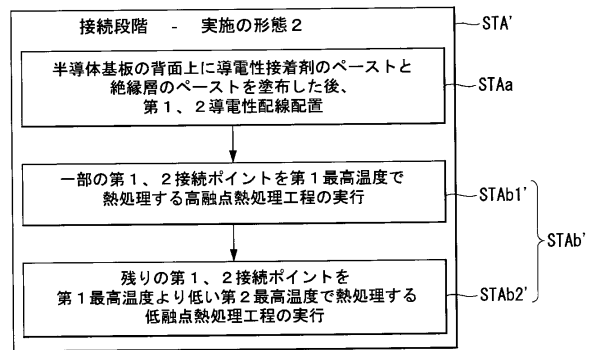 接続段階 - 実施の形態2
STA'
半導体基板の背面上に導電性接着剤のペーストと
絶縁層のペーストを塗布した後、
第1、2導電性配線配置
STAa
一部の第1、2接続ポイントを第1最高温度で
熱処理する高融点熱処理工程の実行
STAb1'
STAb'
残りの第1、2接続ポイントを
第1最高温度より低い第2最高温度で熱処理する
低融点熱処理工程の実行
STAb2'